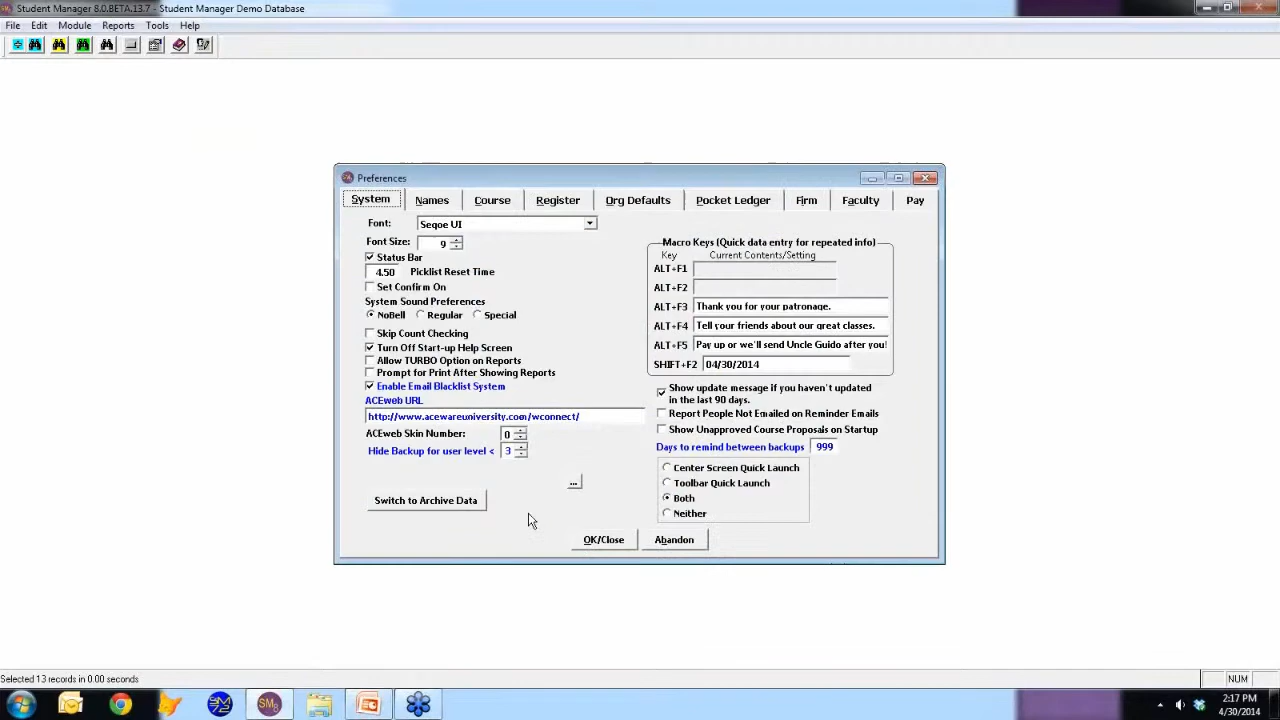 Student Manager 8.0.BETA.13.7 - Student Manager Demo Database
File Edit Module Reports Tools Help
Preferences
System Names Course Register Org Defaults Pocket Ledger Firm Faculty Pay
Font: Segoe UI
Font Size: 9
Status Bar
4.50 Picklist Reset Time
Set Confirm On
System Sound Preferences
NoBell Regular Special
Skip Count Checking
Turn Off Start-up Help Screen
Allow TURBO Option on Reports
Prompt for Print After Showing Reports
Enable Email Blacklist System
ACEweb URL
http://www.acewareuniversity.com/wconnect/
ACEweb Skin Number: 0
Hide Backup for user level < 3
...
Switch to Archive Data
Macro Keys (Quick data entry for repeated info)
Key Current Contents/Setting
ALT+F1
ALT+F2
ALT+F3 Thank you for your patronage.
ALT+F4 Tell your friends about our great classes.
ALT+F5 Pay up or we'll send Uncle Guido after you!
SHIFT+F2 04/30/2014
Show update message if you haven't updated
in the last 90 days.
Report People Not Emailed on Reminder Emails
Show Unapproved Course Proposals on Startup
Days to remind between backups 999
Center Screen Quick Launch
Toolbar Quick Launch
Both
Neither
OK/Close Abandon
Selected 13 records in 0.00 seconds
NUM
2:17 PM
4/30/2014